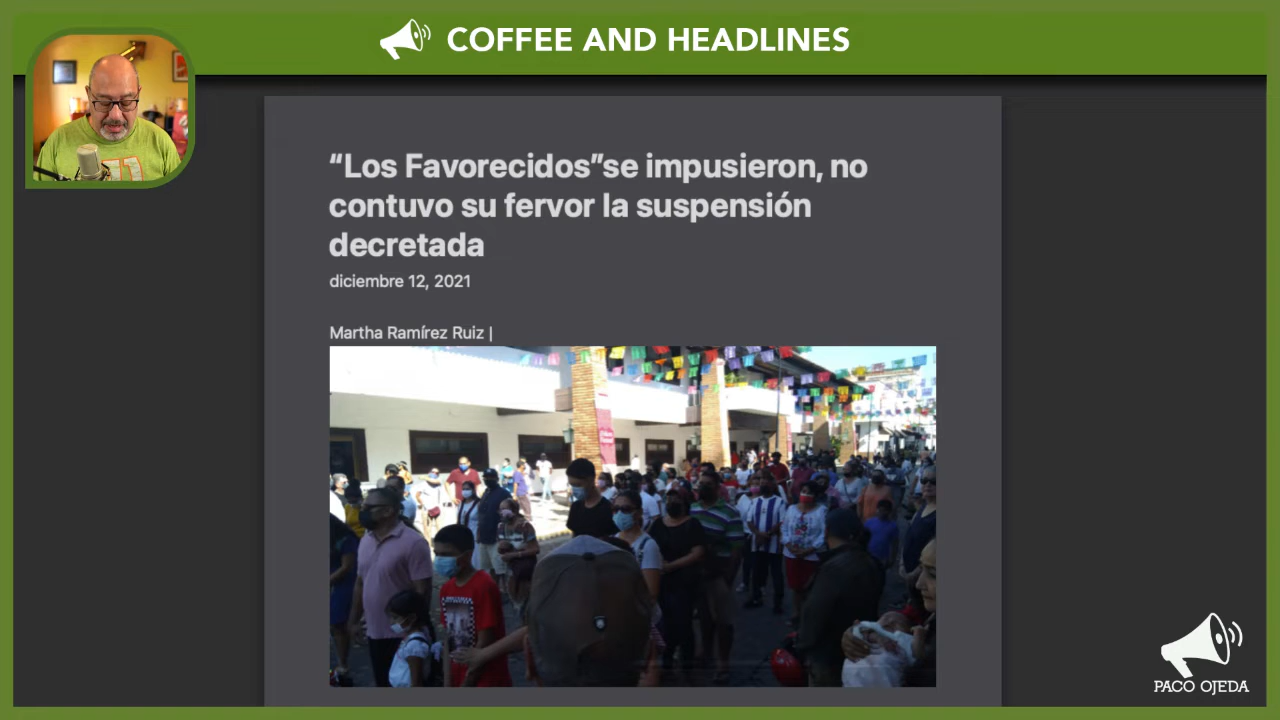 COFFEE AND HEADLINES
“Los Favorecidos”se impusieron, no
contuvo su fervor la suspensión
decretada
diciembre 12, 2021
Martha Ramírez Ruiz |
PACO OJEDA